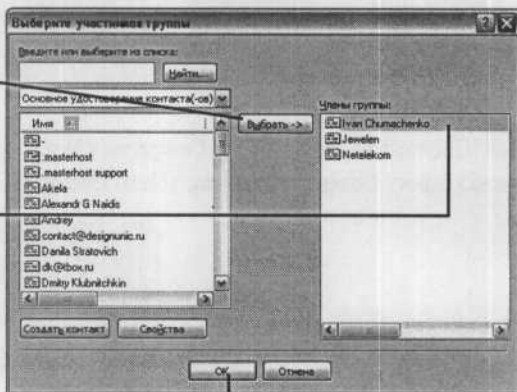 Выберите участников группы
Введите или выберите из списка:
Найти...
Основное удостоверение контакта(-ов)
Имя
-
.masterhost
.masterhost support
Akela
Alexandr G Naidis
Andrey
contact@designunic.ru
Danila Stratovich
dk@tbox.ru
Dmitry Klubnitchkin
Выбрать ->
Члены группы:
Ivan Chumachenko
Jewelen
Netelekom
Создать контакт
Свойства
OK
Отмена